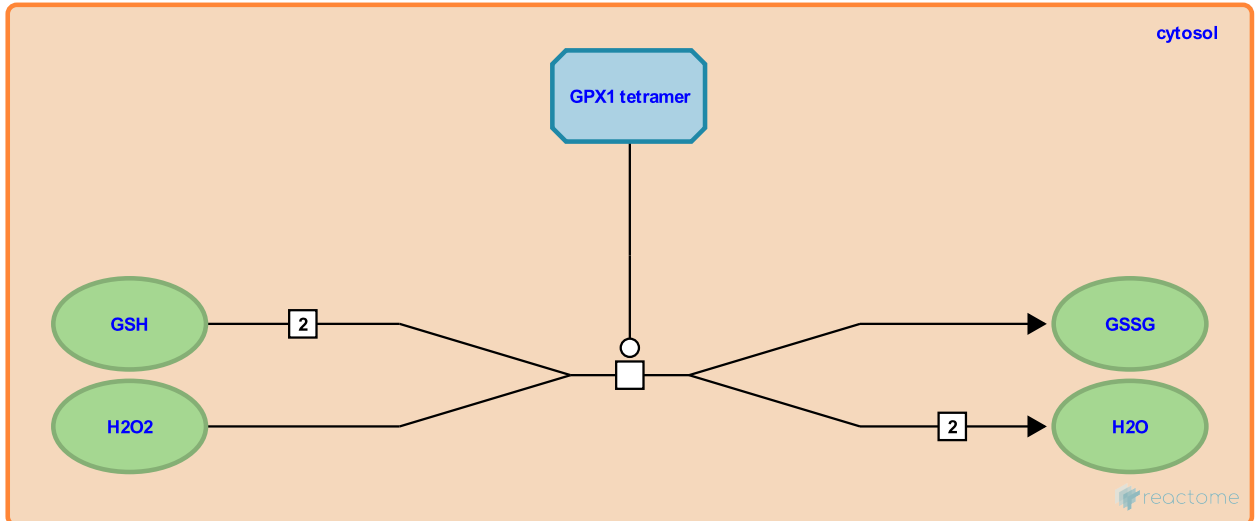 cytosol
GPX1 tetramer
GSH
2
GSSG
H2O2
2
H2O
reactome